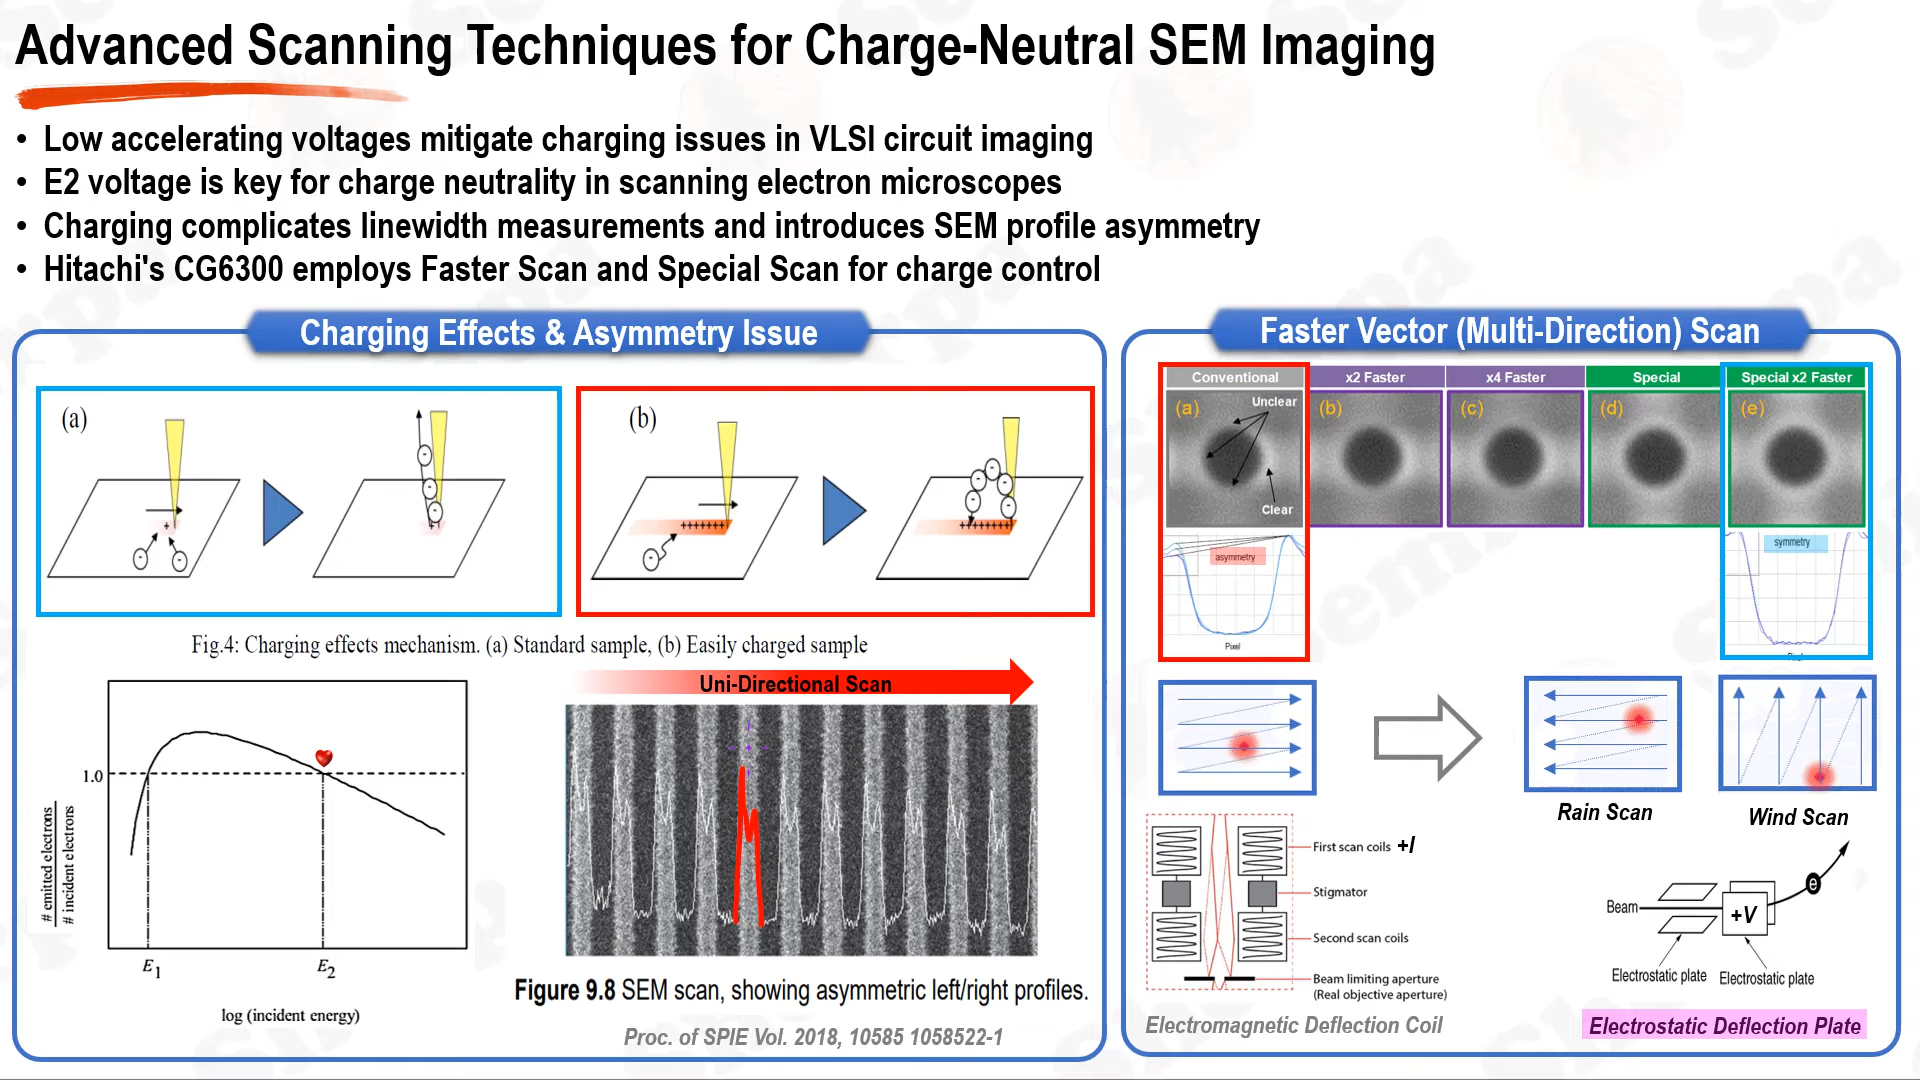 Advanced Scanning Techniques for Charge-Neutral SEM Imaging
• Low accelerating voltages mitigate charging issues in VLSI circuit imaging
• E2 voltage is key for charge neutrality in scanning electron microscopes
• Charging complicates linewidth measurements and introduces SEM profile asymmetry
• Hitachi's CG6300 employs Faster Scan and Special Scan for charge control
Charging Effects & Asymmetry Issue
(a)
(b)
+
+++++++
+++++++
Fig.4: Charging effects mechanism. (a) Standard sample, (b) Easily charged sample
1.0
# emitted electrons
# incident electrons
E1
E2
log (incident energy)
Uni-Directional Scan
Figure 9.8 SEM scan, showing asymmetric left/right profiles.
Proc. of SPIE Vol. 2018, 10585 1058522-1
Faster Vector (Multi-Direction) Scan
Conventional
x2 Faster
x4 Faster
Special
Special x2 Faster
(a)
Unclear
Clear
(b)
(c)
(d)
(e)
asymmetry
Pixel
symmetry
Rain Scan
Wind Scan
First scan coils +I
Stigmator
Second scan coils
Beam limiting aperture
(Real objective aperture)
Electromagnetic Deflection Coil
Beam
+V
e
Electrostatic plate
Electrostatic plate
Electrostatic Deflection Plate